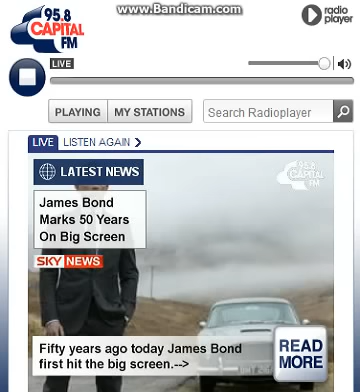 www.Bandicam.com
95.8
CAPITAL
FM
radio
player
LIVE
PLAYING
MY STATIONS
Search Radioplayer
LIVE
LISTEN AGAIN
LATEST NEWS
95.8
CAPITAL
FM
James Bond
Marks 50 Years
On Big Screen
SKY NEWS
Fifty years ago today James Bond
first hit the big screen.-->
READ
MORE